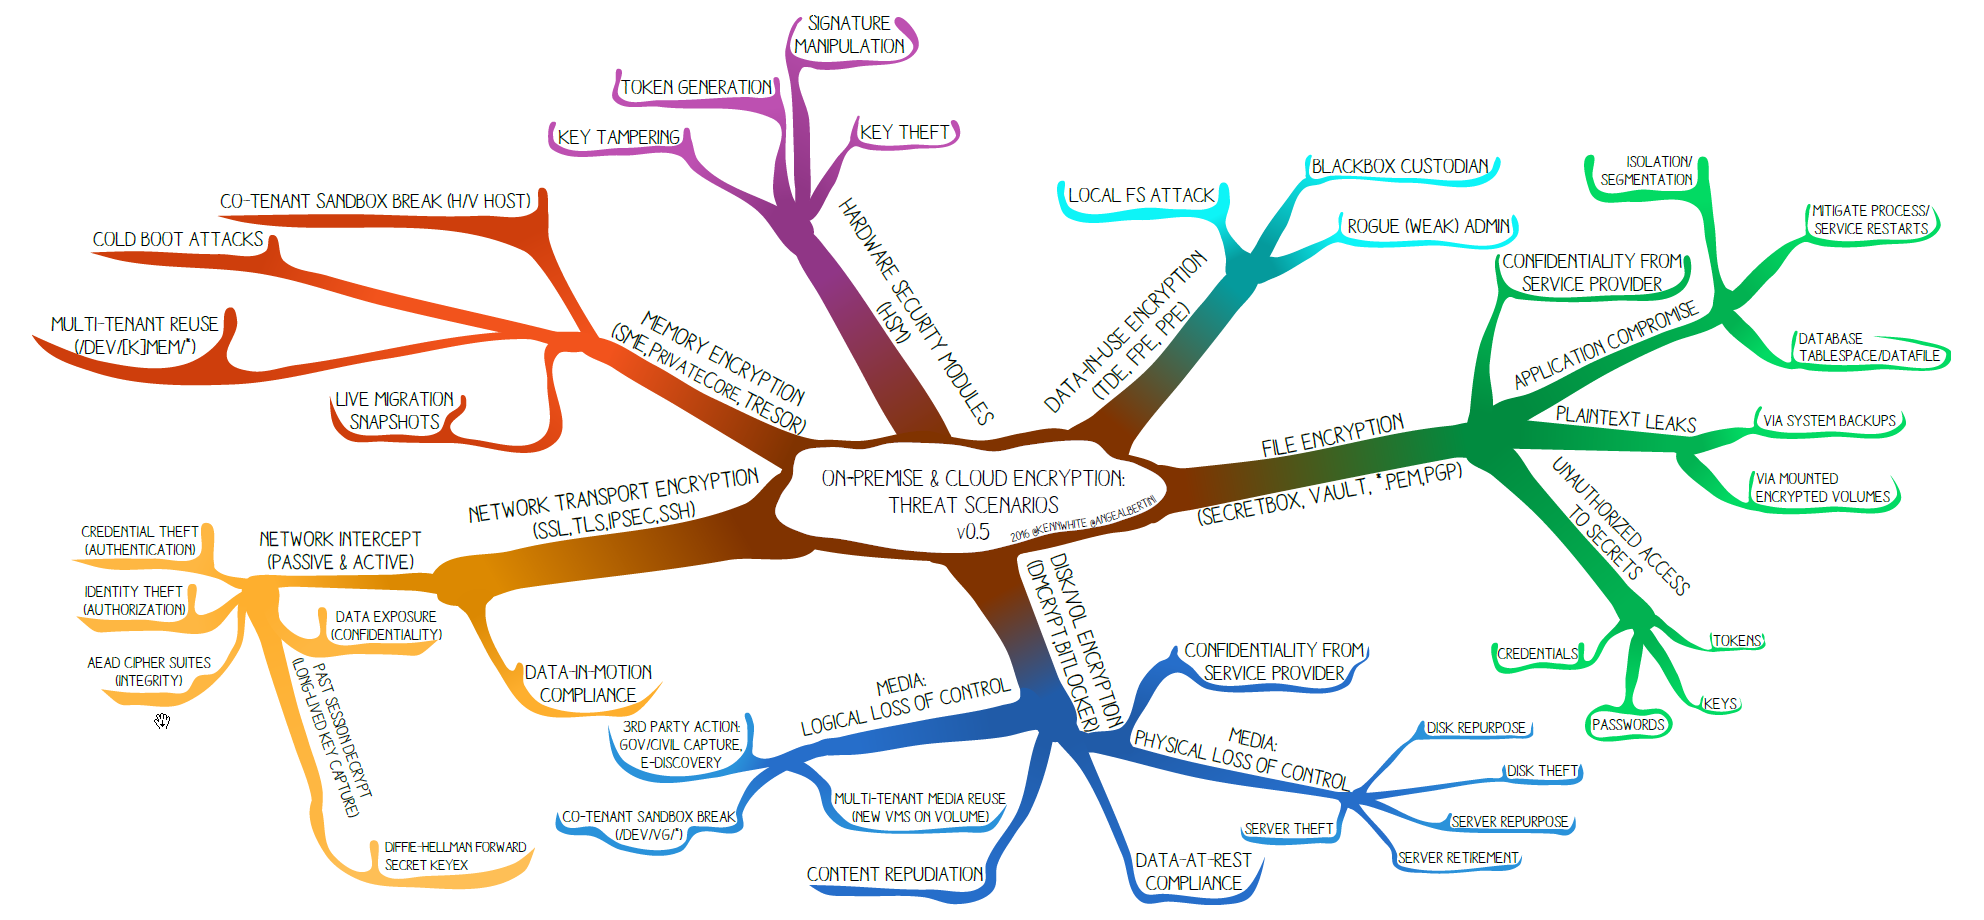 ON-PREMISE & CLOUD ENCRYPTION:
THREAT SCENARIOS
v0.5
2016 @KENNWHITE @ANGEALBERTINI
HARDWARE SECURITY MODULES
(HSM)
SIGNATURE
MANIPULATION
TOKEN GENERATION
KEY TAMPERING
KEY THEFT
MEMORY ENCRYPTION
(SME,PRIVATECORE, TRESOR)
CO-TENANT SANDBOX BREAK (H/V HOST)
COLD BOOT ATTACKS
MULTI-TENANT REUSE
(/DEV/[K]MEM/*)
LIVE MIGRATION
SNAPSHOTS
DATA-IN-USE ENCRYPTION
(TDE, FPE, PPE)
LOCAL FS ATTACK
BLACKBOX CUSTODIAN
ROGUE (WEAK) ADMIN
FILE ENCRYPTION
(SECRETBOX, VAULT, *.PEM,PGP)
CONFIDENTIALITY FROM
SERVICE PROVIDER
APPLICATION COMPROMISE
ISOLATION/
SEGMENTATION
MITIGATE PROCESS/
SERVICE RESTARTS
DATABASE
TABLESPACE/DATAFILE
PLAINTEXT LEAKS
VIA SYSTEM BACKUPS
VIA MOUNTED
ENCRYPTED VOLUMES
UNAUTHORIZED ACCESS
TO SECRETS
CREDENTIALS
PASSWORDS
KEYS
TOKENS
NETWORK TRANSPORT ENCRYPTION
(SSL,TLS,IPSEC,SSH)
NETWORK INTERCEPT
(PASSIVE & ACTIVE)
CREDENTIAL THEFT
(AUTHENTICATION)
IDENTITY THEFT
(AUTHORIZATION)
AEAD CIPHER SUITES
(INTEGRITY)
DATA EXPOSURE
(CONFIDENTIALITY)
PAST SESSION DECRYPT
(LONG-LIVED KEY CAPTURE)
DIFFIE-HELLMAN FORWARD
SECRET KEYEX
DATA-IN-MOTION
COMPLIANCE
DISK/VOL ENCRYPTION
(DMCRYPT,BITLOCKER)
MEDIA:
LOGICAL LOSS OF CONTROL
3RD PARTY ACTION:
GOV/CIVIL CAPTURE,
E-DISCOVERY
CO-TENANT SANDBOX BREAK
(/DEV/VG/*)
MULTI-TENANT MEDIA REUSE
(NEW VMS ON VOLUME)
CONTENT REPUDIATION
DATA-AT-REST
COMPLIANCE
CONFIDENTIALITY FROM
SERVICE PROVIDER
MEDIA:
PHYSICAL LOSS OF CONTROL
DISK REPURPOSE
DISK THEFT
SERVER REPURPOSE
SERVER RETIREMENT
SERVER THEFT